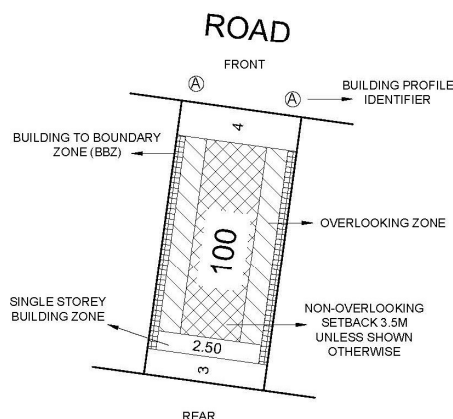 ROAD
FRONT
A
A
BUILDING PROFILE
IDENTIFIER
4
BUILDING TO BOUNDARY
ZONE (BBZ)
100
OVERLOOKING ZONE
SINGLE STOREY
BUILDING ZONE
NON-OVERLOOKING
SETBACK 3.5M
UNLESS SHOWN
OTHERWISE
2.50
3
REAR